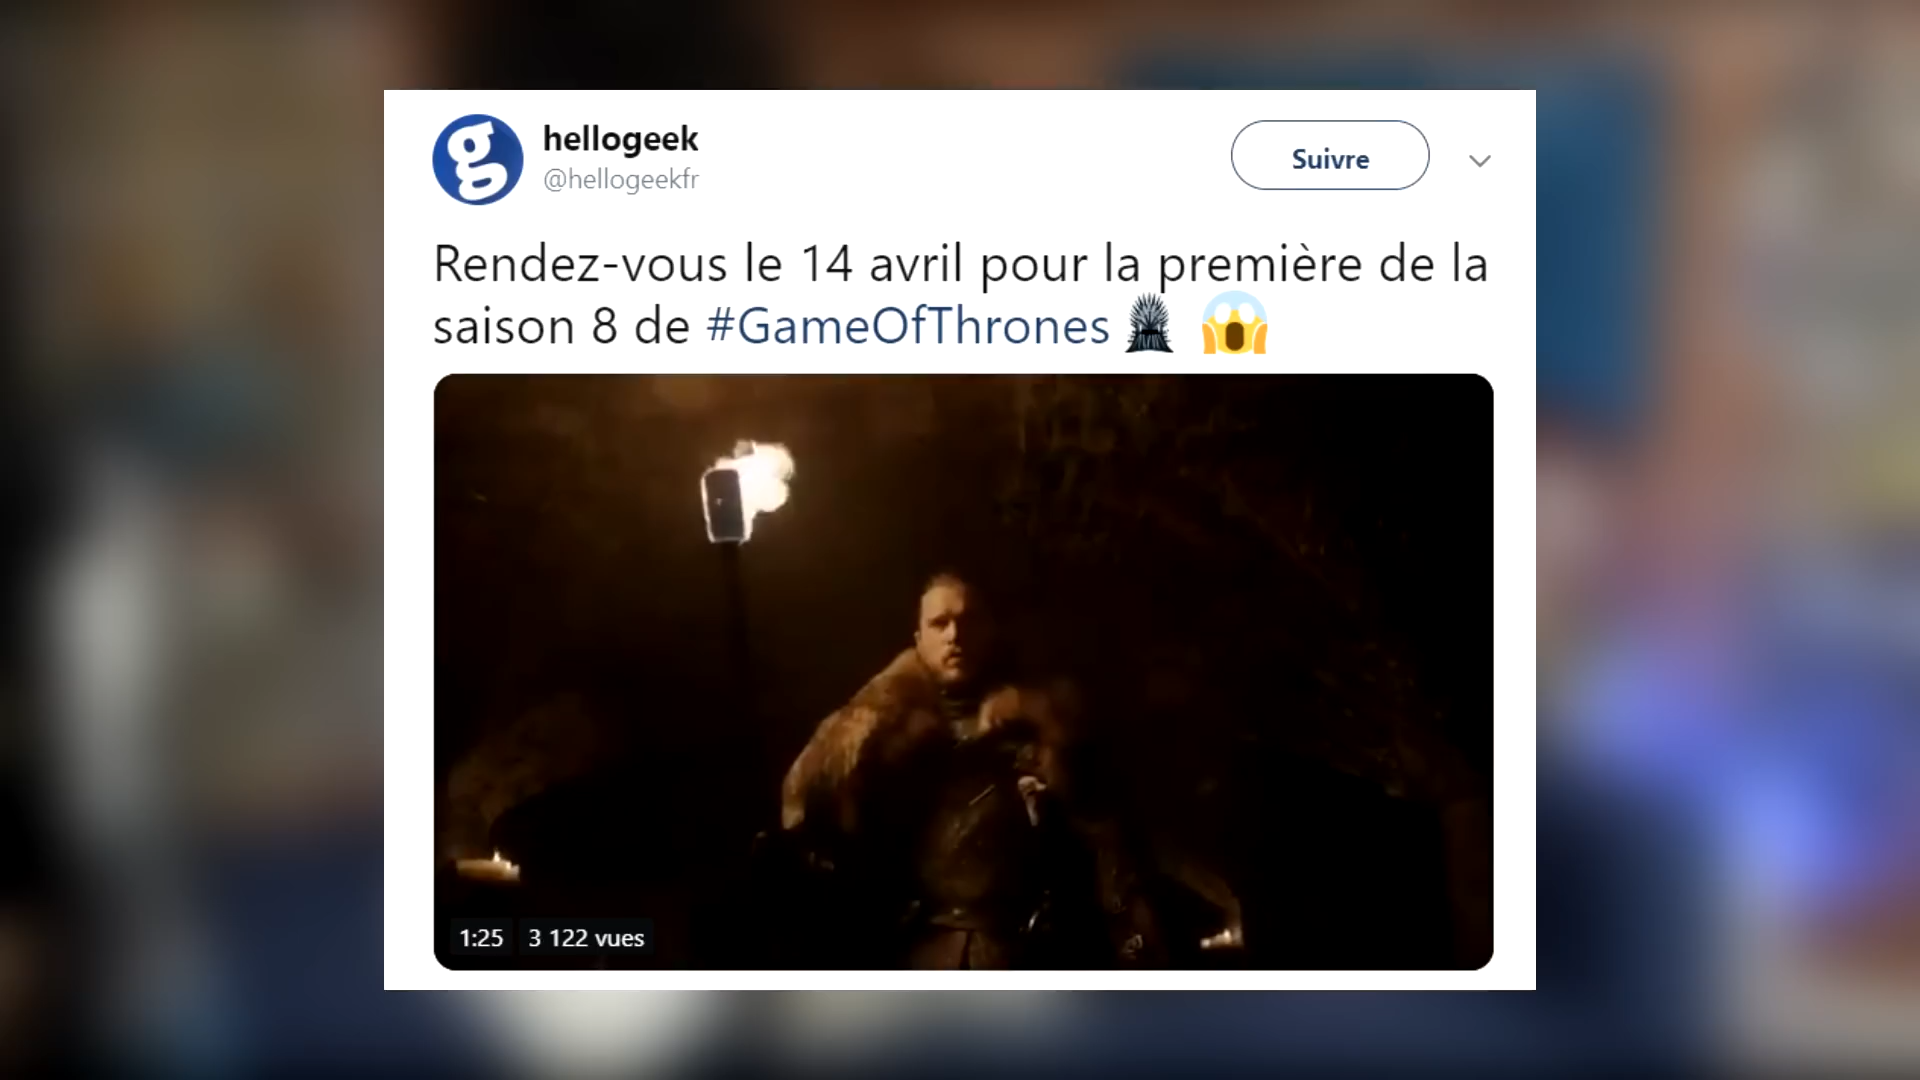 g
hellogeek
@hellogeekfr
Suivre
Rendez-vous le 14 avril pour la première de la
saison 8 de #GameOfThrones
1:25 3 122 vues